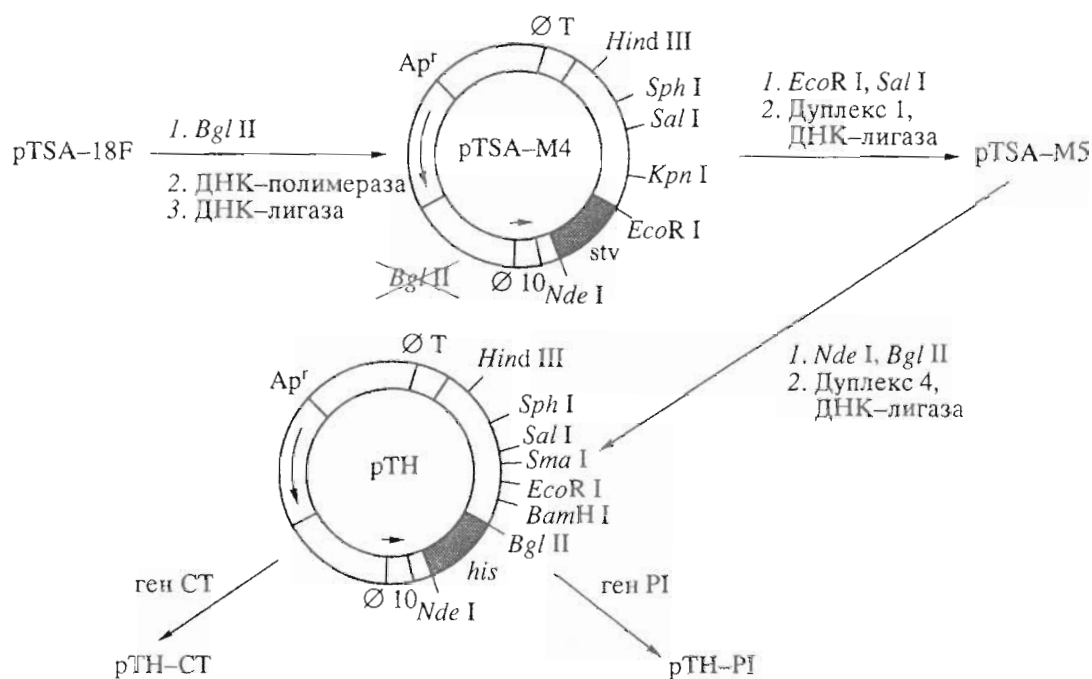 Ø T
Hind III
Apʳ
Sph I
1. EcoR I, Sal I
1. Bgl II
Sal I
2. Дуплекс 1,
ДНК–лигаза
pTSA–18F
pTSA–M4
pTSA–M5
2. ДНК–полимераза
3. ДНК–лигаза
Kpn I
EcoR I
stv
Bgl II
Ø 10
Nde I
Ø T
Hind III
1. Nde I, Bgl II
2. Дуплекс 4,
ДНК–лигаза
Apʳ
Sph I
Sal I
pTH
Sma I
EcoR I
BamH I
Bgl II
his
ген CT
Ø 10
Nde I
ген PI
pTH–CT
pTH–PI